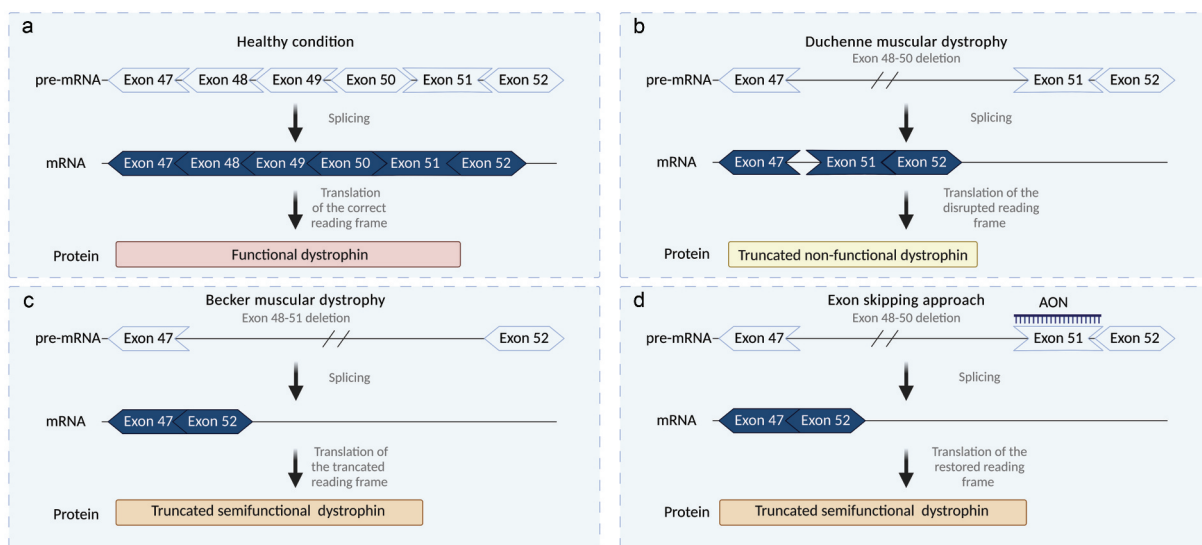 a
Healthy condition
pre-mRNA Exon 47 Exon 48 Exon 49 Exon 50 Exon 51 Exon 52
Splicing
mRNA Exon 47 Exon 48 Exon 49 Exon 50 Exon 51 Exon 52
Translation
of the correct
reading frame
Protein Functional dystrophin
b
Duchenne muscular dystrophy
Exon 48-50 deletion
pre-mRNA Exon 47 Exon 51 Exon 52
Splicing
mRNA Exon 47 Exon 51 Exon 52
Translation of the
disrupted reading
frame
Protein Truncated non-functional dystrophin
c
Becker muscular dystrophy
Exon 48-51 deletion
pre-mRNA Exon 47 Exon 52
Splicing
mRNA Exon 47 Exon 52
Translation of
the trancated
reading frame
Protein Truncated semifunctional dystrophin
d
Exon skipping approach
Exon 48-50 deletion
AON
pre-mRNA Exon 47 Exon 51 Exon 52
Splicing
mRNA Exon 47 Exon 52
Translation of the
restored reading
frame
Protein Truncated semifunctional dystrophin